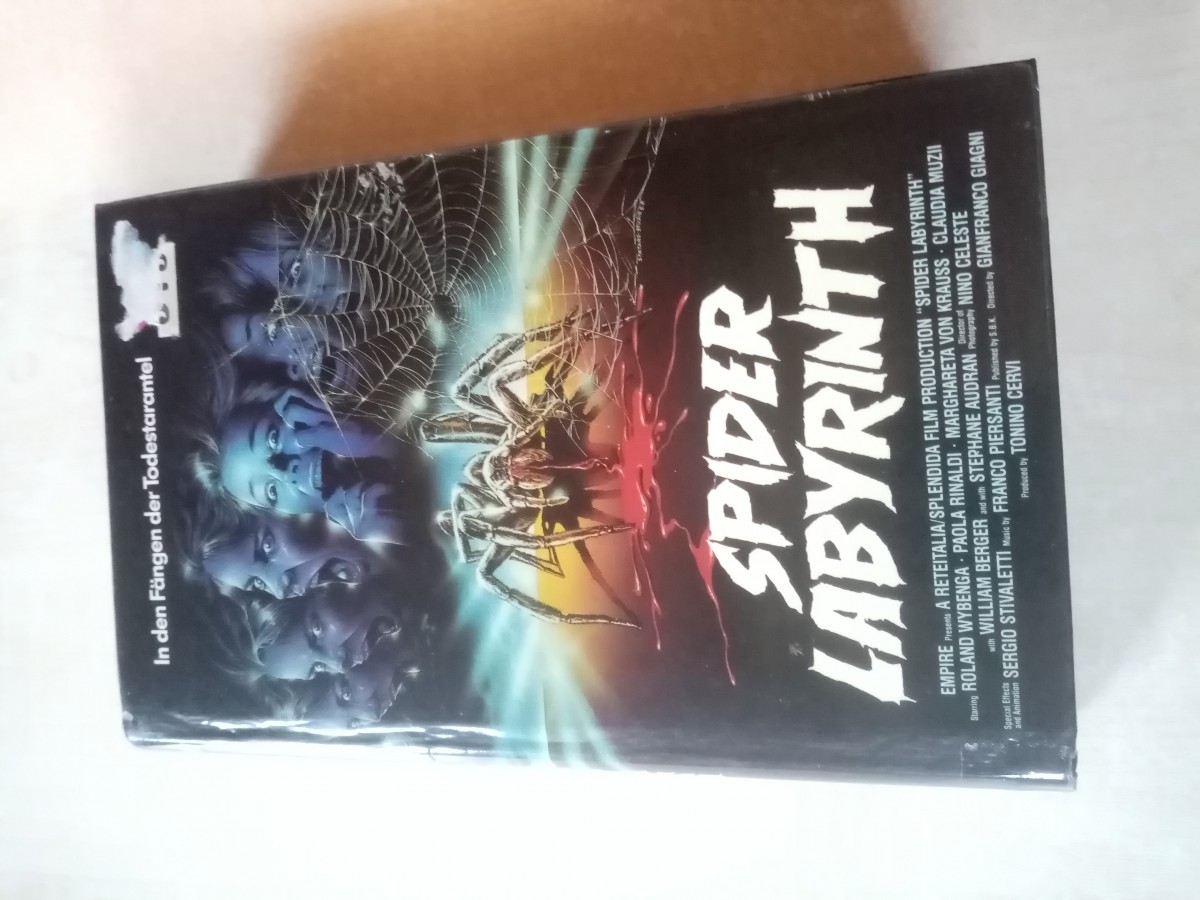 In den Fängen der Todestarantel
SPIDER
LABYRINTH
EMPIRE Presents A RETEITALIA/SPLENDIDA FILM PRODUCTION "SPIDER LABYRINTH"
Starring ROLAND WYBENGA · PAOLA RINALDI · MARGHARETA VON KRAUSS · CLAUDIA MUZII
with WILLIAM BERGER and with STEPHANE AUDRAN Director of Photography NINO CELESTE
Special Effects and Animation SERGIO STIVALETTI Music by FRANCO PIERSANTI Published by S.B.K. Directed by GIANFRANCO GIAGNI
Produced by TONINO CERVI